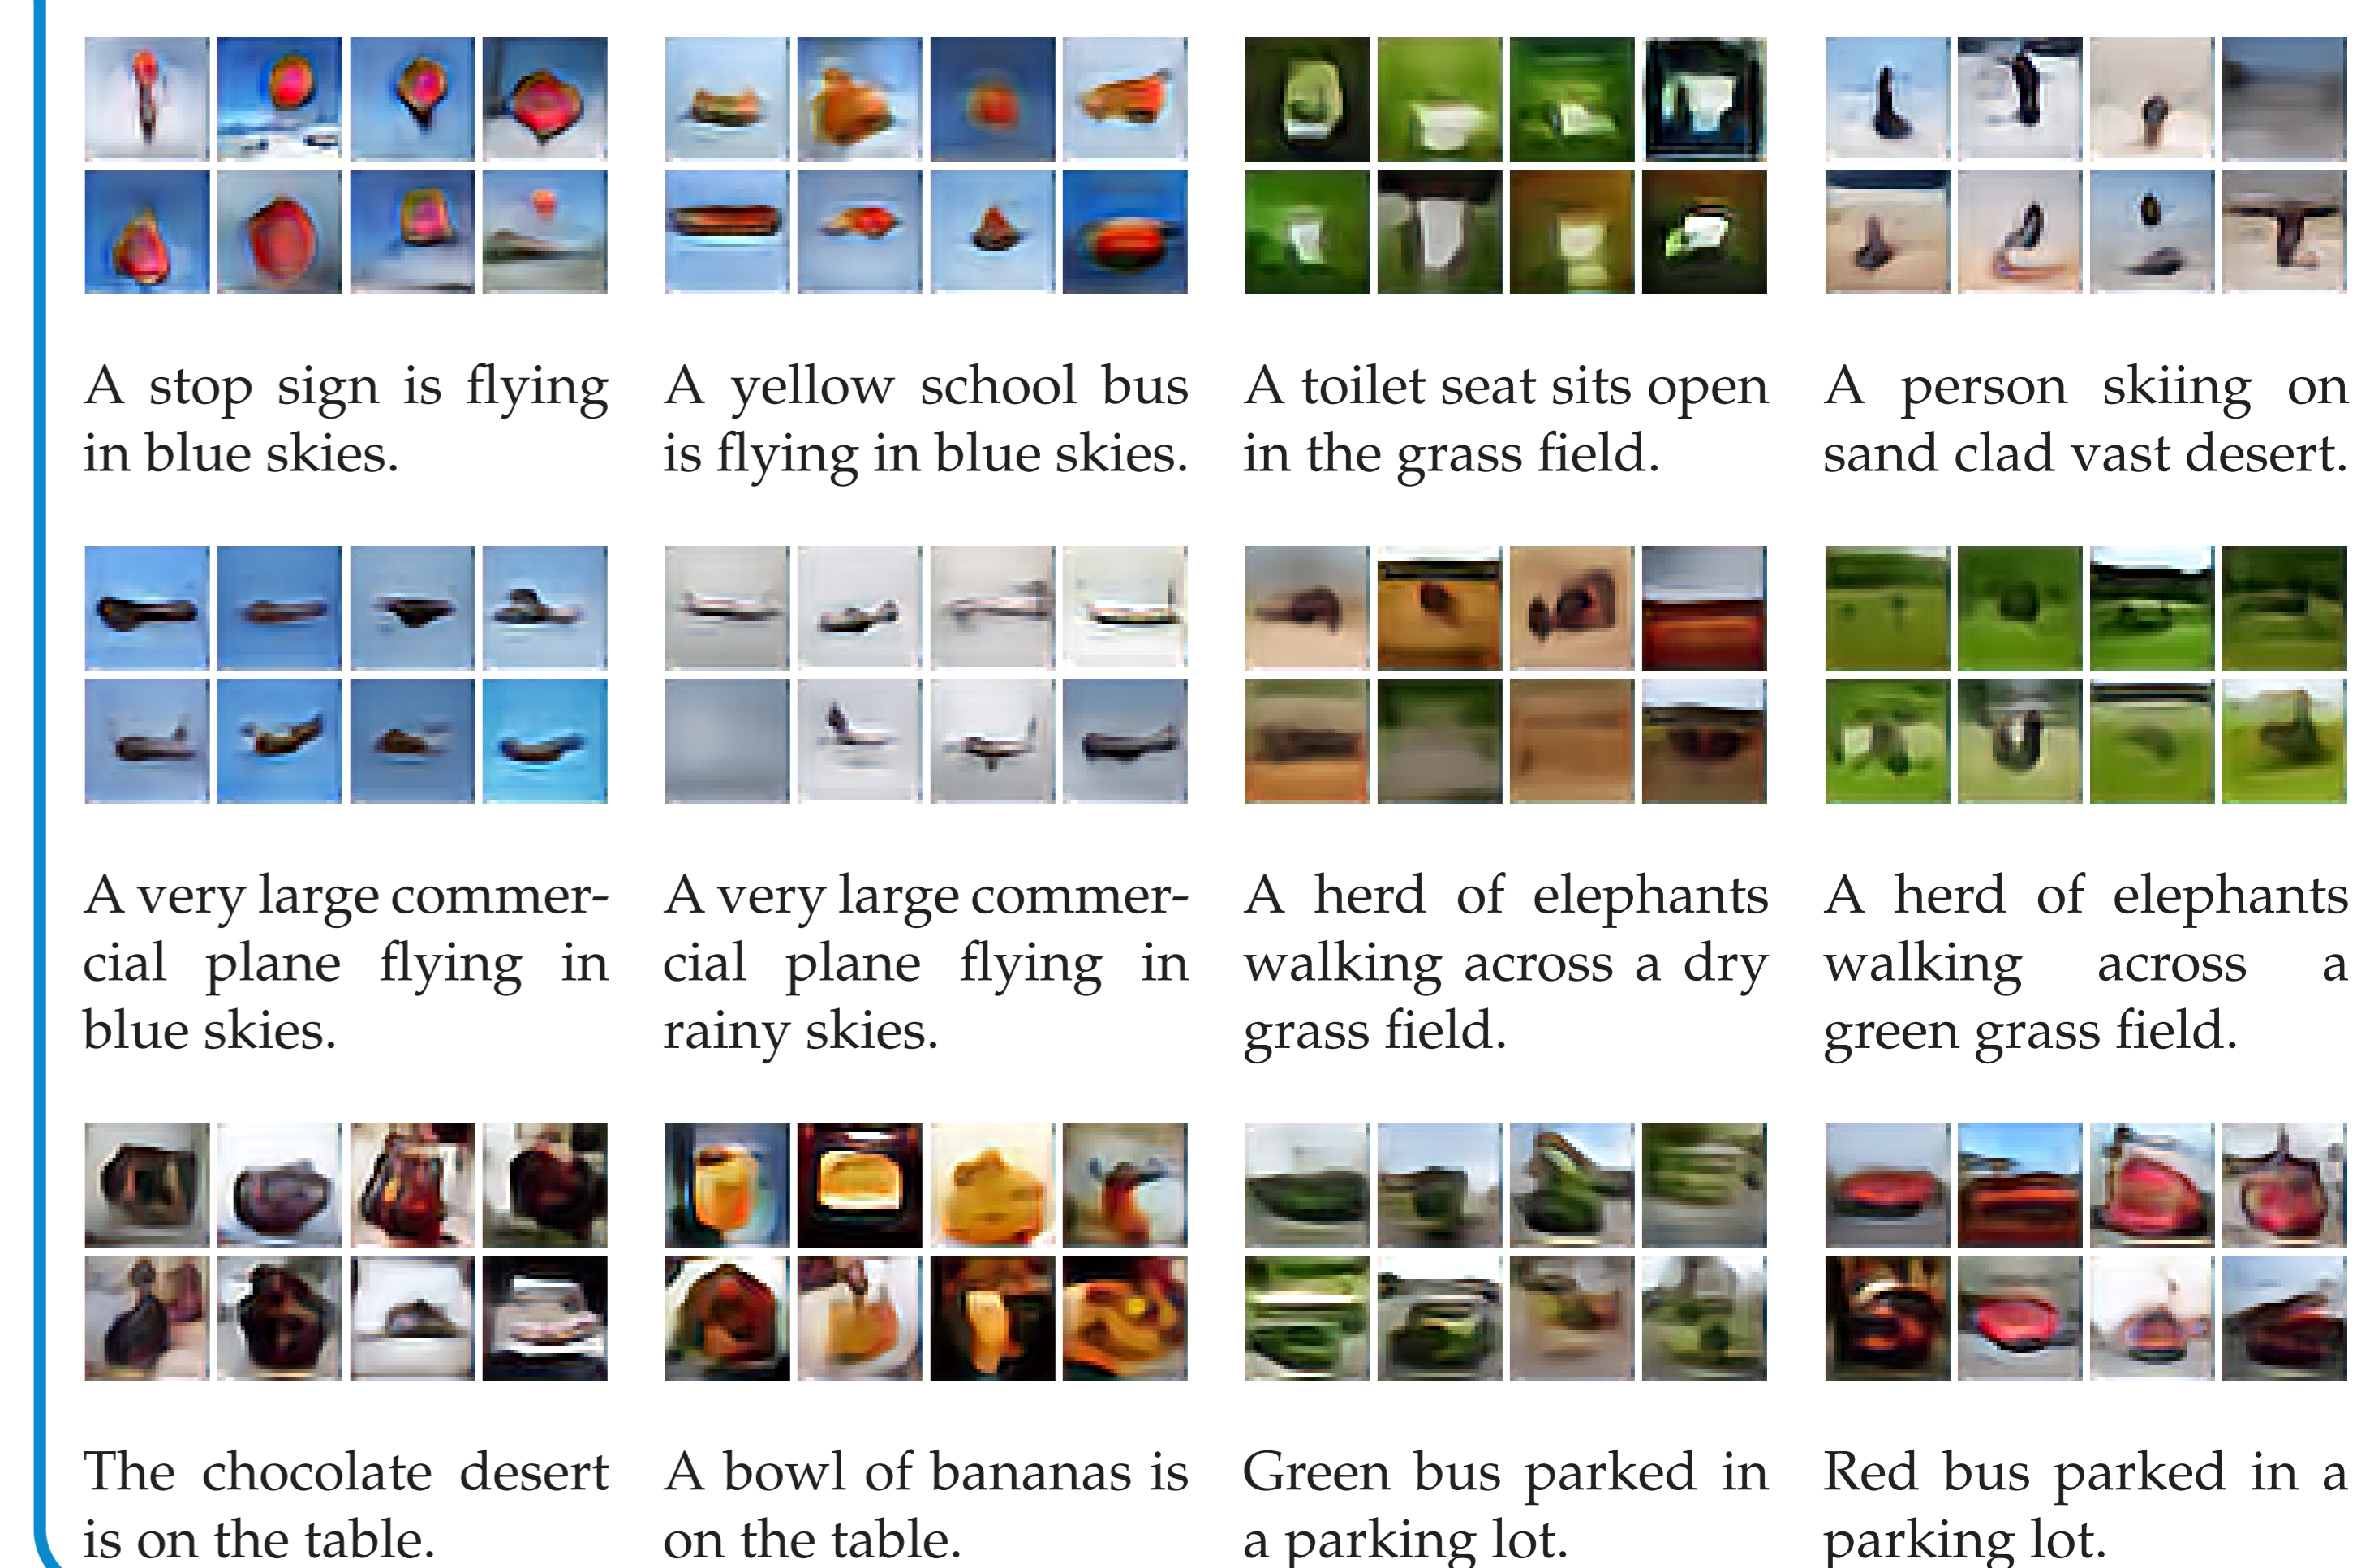 A stop sign is flying
in blue skies.
A yellow school bus
is flying in blue skies.
A toilet seat sits open
in the grass field.
A person skiing on
sand clad vast desert.
A very large commer-
cial plane flying in
blue skies.
A very large commer-
cial plane flying in
rainy skies.
A herd of elephants
walking across a dry
grass field.
A herd of elephants
walking across a
green grass field.
The chocolate desert
is on the table.
A bowl of bananas is
on the table.
Green bus parked in
a parking lot.
Red bus parked in a
parking lot.